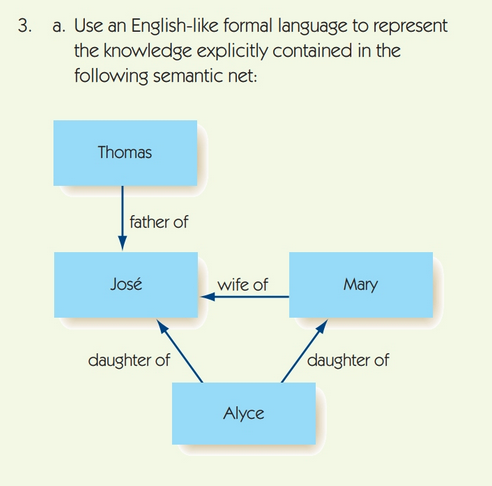 3. a. Use an English-like formal language to represent
the knowledge explicitly contained in the
following semantic net:
Thomas
father of
José
wife of
Mary
daughter of
daughter of
Alyce